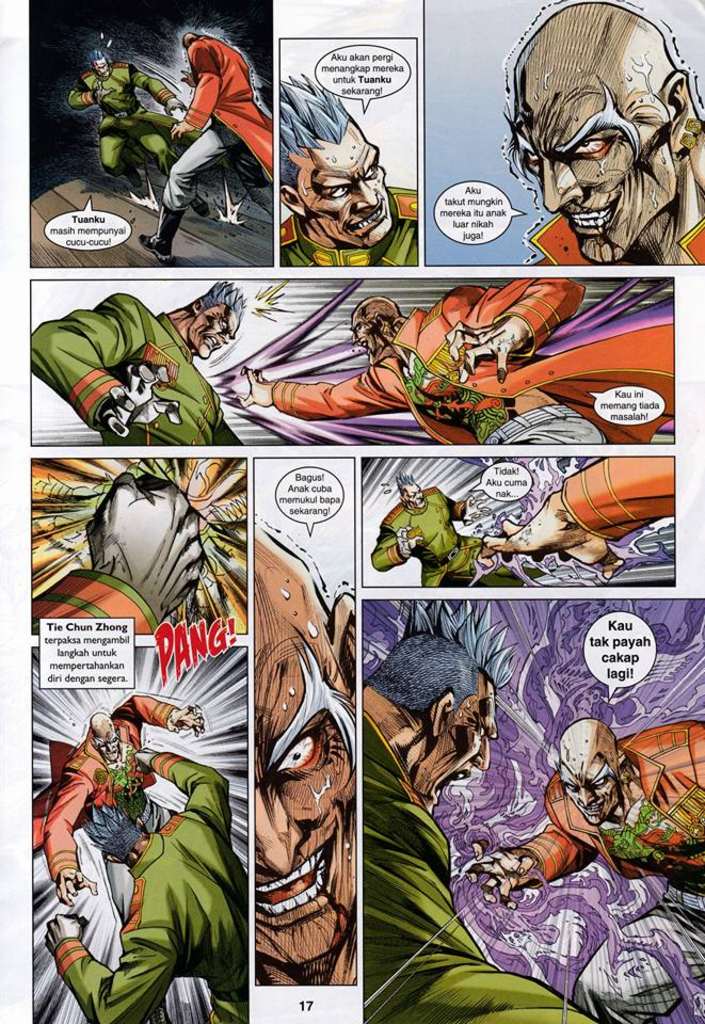 Tuanku
masih mempunyai
cucu-cucu!
Aku akan pergi
menangkap mereka
untuk Tuanku
sekarang!
Aku
takut mungkin
mereka itu anak
luar nikah
juga!
Kau ini
memang tiada
masalah!
Tie Chun Zhong
terpaksa mengambil
langkah untuk
mempertahankan
diri dengan segera.
PANG!
Bagus!
Anak cuba
memukul bapa
sekarang!
Tidak!
Aku cuma
nak...
Kau
tak payah
cakap
lagi!
17